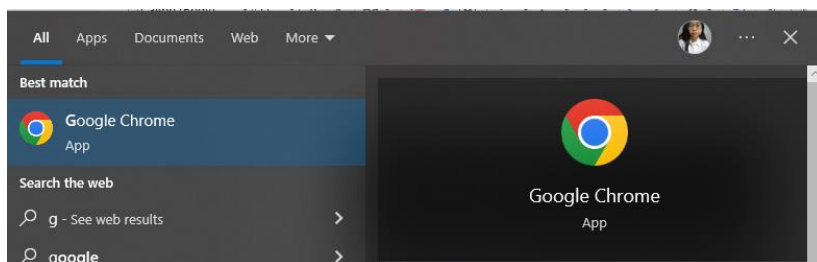 All Apps Documents Web More
Best match
Google Chrome
App
Search the web
g - See web results
google
Google Chrome
App